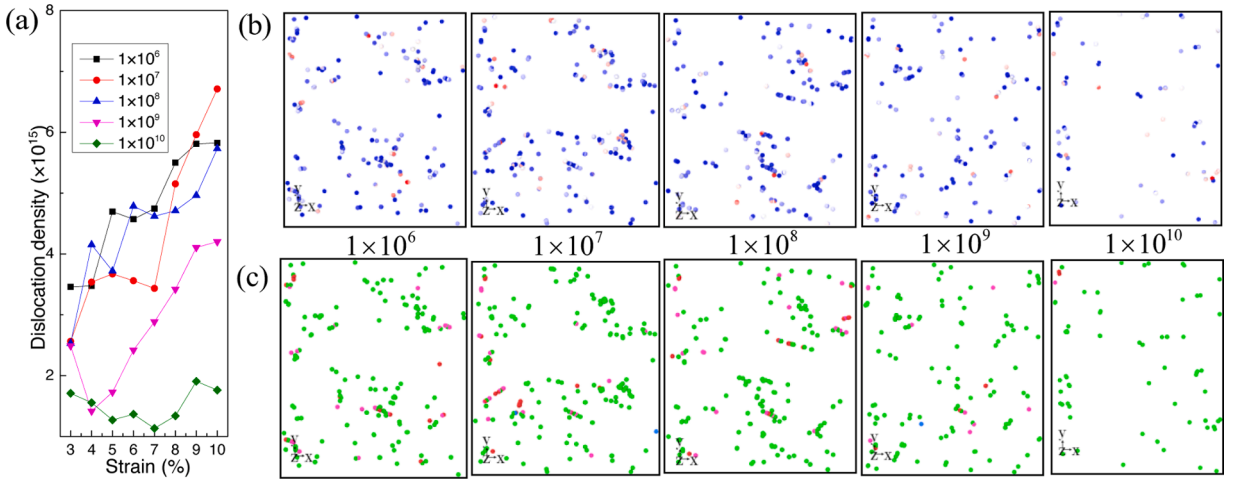 (a)
8
6
4
2
Dislocation density (×10¹⁵)
1×10⁶
1×10⁷
1×10⁸
1×10⁹
1×10¹⁰
3 4 5 6 7 8 9 10
Strain (%)
(b)
y
z x
y
z x
y
z x
y
z x
y
z x
1×10⁶
1×10⁷
1×10⁸
1×10⁹
1×10¹⁰
(c)
y
z x
y
z x
y
z x
y
z x
y
z x